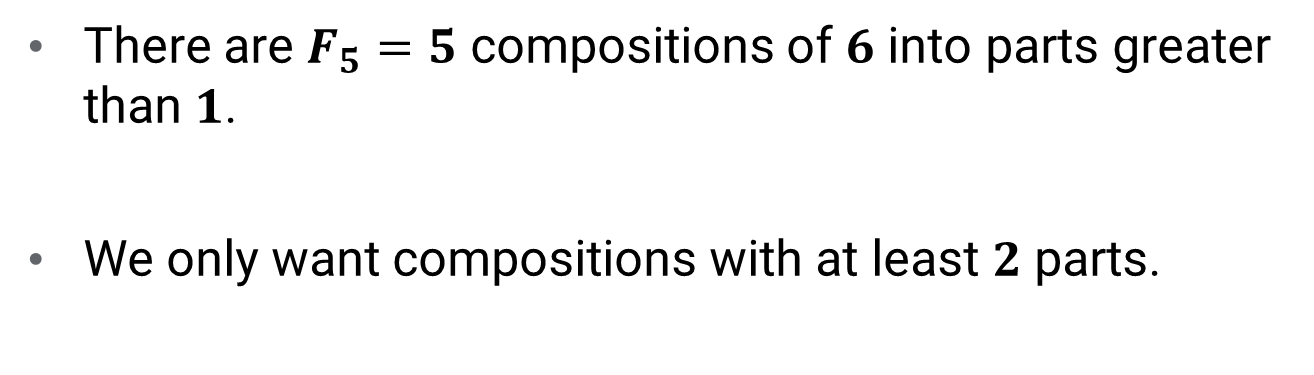 • There are F₅ = 5 compositions of 6 into parts greater
than 1.
• We only want compositions with at least 2 parts.